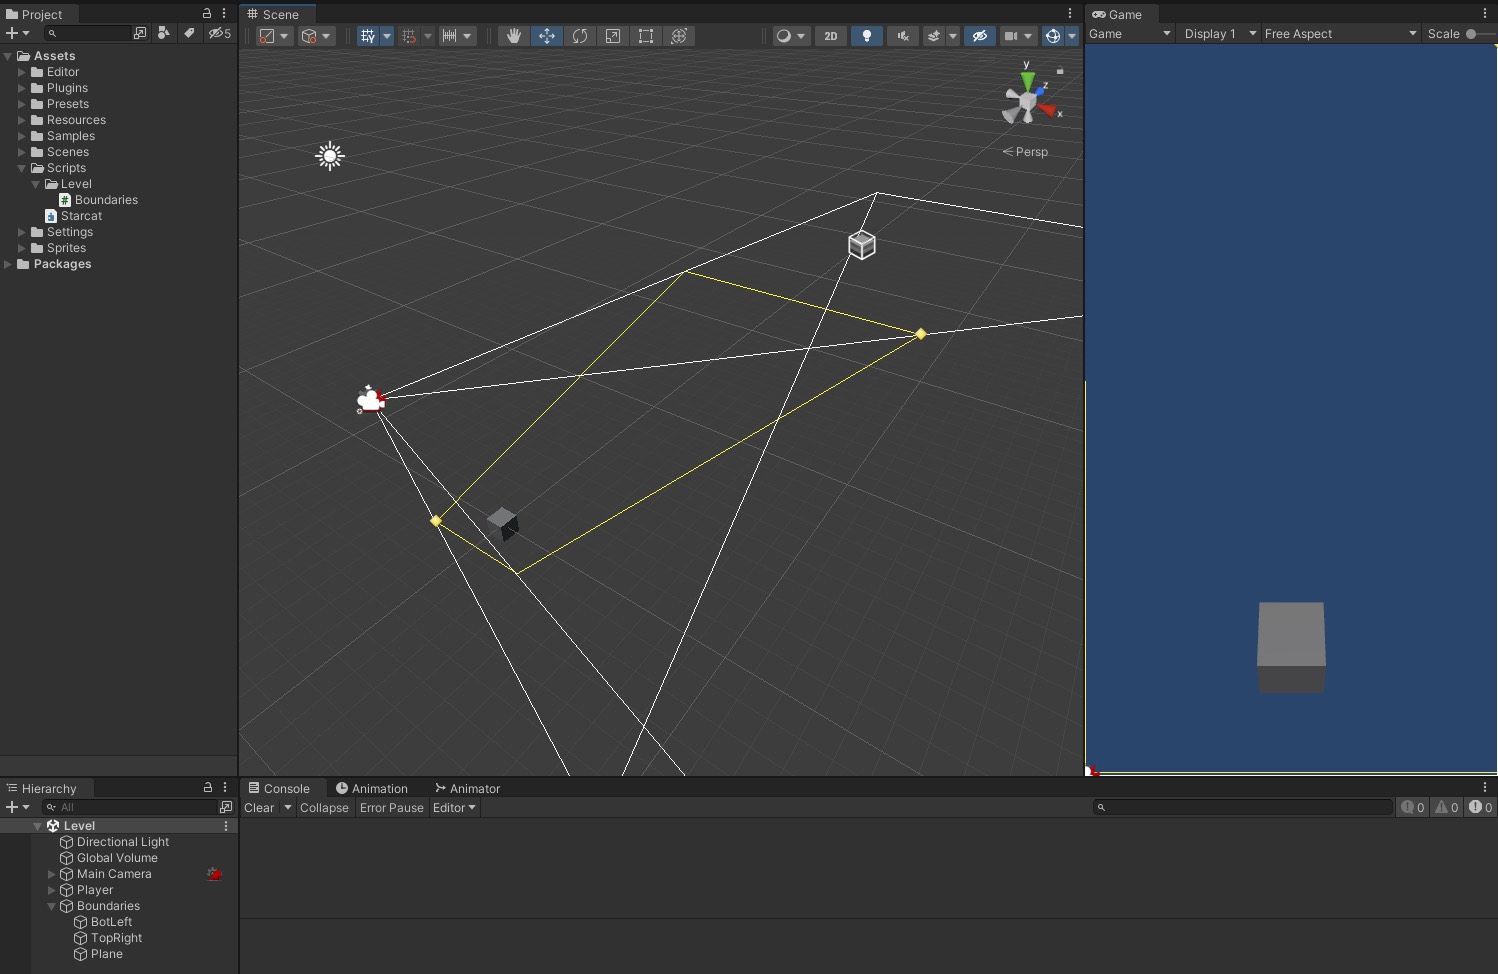 Project
5
Assets
Editor
Plugins
Presets
Resources
Samples
Scenes
Scripts
Level
# Boundaries
Starcat
Settings
Sprites
Packages
Scene
2D
y
z
x
Persp
Game
Game
Display 1
Free Aspect
Scale
Hierarchy
All
Level
Directional Light
Global Volume
Main Camera
Player
Boundaries
BotLeft
TopRight
Plane
Console
Animation
Animator
Clear
Collapse
Error Pause
Editor
0
0
0